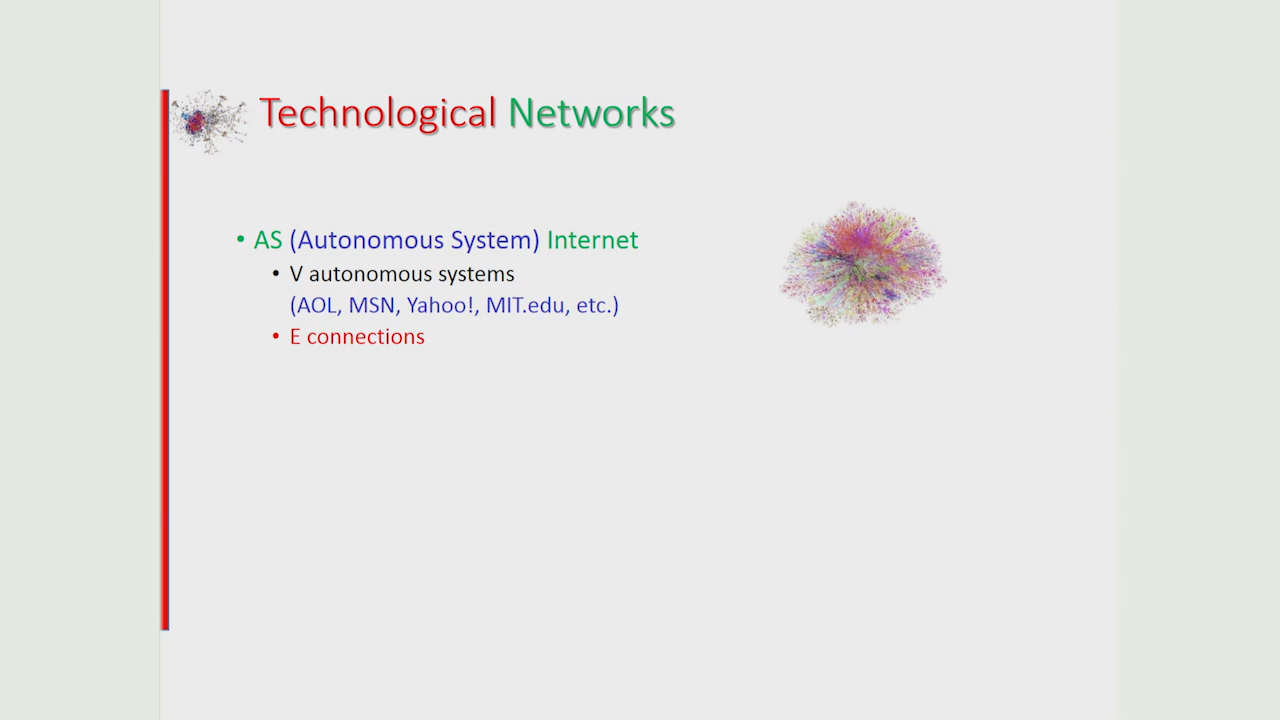 Technological Networks
• AS (Autonomous System) Internet
• V autonomous systems
(AOL, MSN, Yahoo!, MIT.edu, etc.)
• E connections